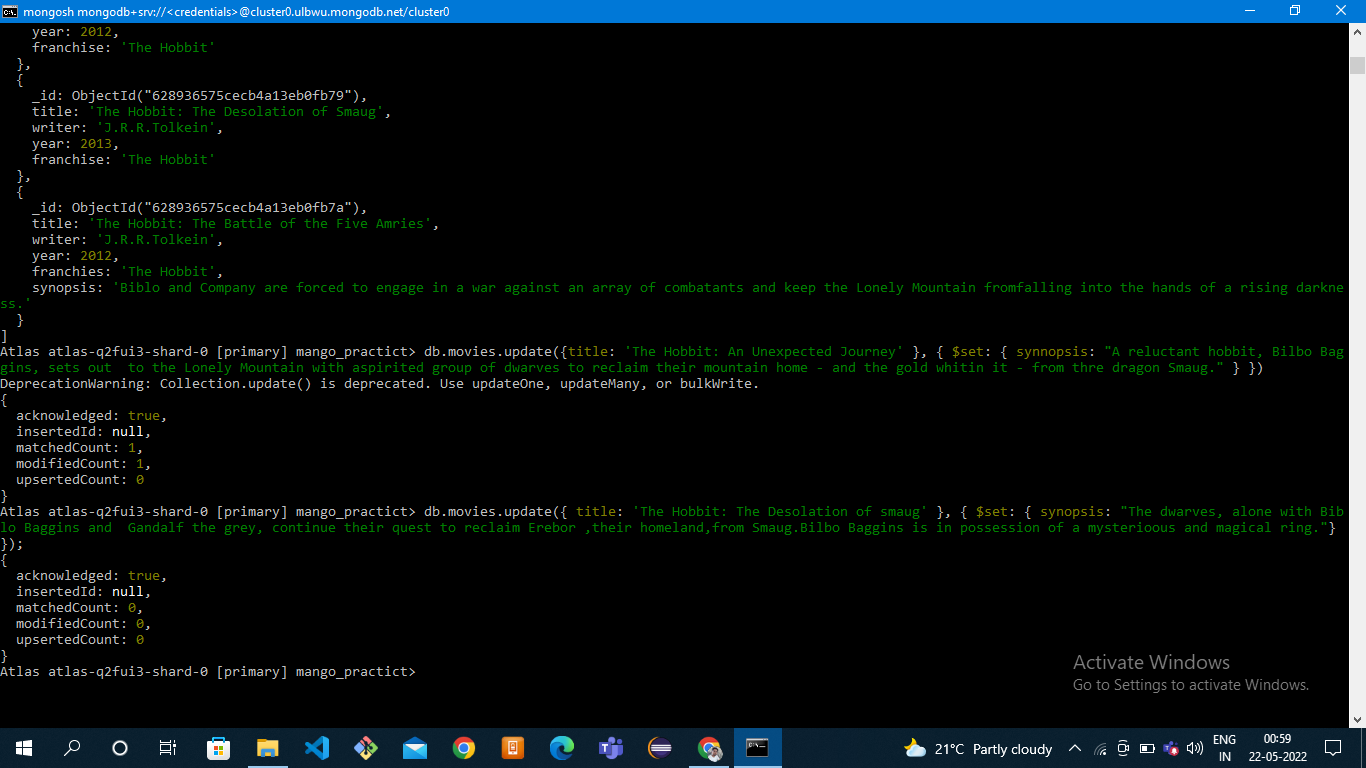 mongosh mongodb+srv://<credentials>@cluster0.ulbwu.mongodb.net/cluster0
year: 2012,
franchise: 'The Hobbit'
},
{
_id: ObjectId("628936575cecb4a13eb0fb79"),
title: 'The Hobbit: The Desolation of Smaug',
writer: 'J.R.R.Tolkein',
year: 2013,
franchise: 'The Hobbit'
},
{
_id: ObjectId("628936575cecb4a13eb0fb7a"),
title: 'The Hobbit: The Battle of the Five Amries',
writer: 'J.R.R.Tolkein',
year: 2012,
franchies: 'The Hobbit',
synopsis: 'Biblo and Company are forced to engage in a war against an array of combatants and keep the Lonely Mountain fromfalling into the hands of a rising darkne
ss.'
}
]
Atlas atlas-q2fui3-shard-0 [primary] mango_practict> db.movies.update({title: 'The Hobbit: An Unexpected Journey' }, { $set: { synnopsis: "A reluctant hobbit, Bilbo Bag
gins, sets out  to the Lonely Mountain with aspirited group of dwarves to reclaim their mountain home - and the gold whitin it - from thre dragon Smaug." } })
DeprecationWarning: Collection.update() is deprecated. Use updateOne, updateMany, or bulkWrite.
{
acknowledged: true,
insertedId: null,
matchedCount: 1,
modifiedCount: 1,
upsertedCount: 0
}
Atlas atlas-q2fui3-shard-0 [primary] mango_practict> db.movies.update({ title: 'The Hobbit: The Desolation of smaug' }, { $set: { synopsis: "The dwarves, alone with Bib
lo Baggins and  Gandalf the grey, continue their quest to reclaim Erebor ,their homeland,from Smaug.Bilbo Baggins is in possession of a mysterioous and magical ring."}
});
{
acknowledged: true,
insertedId: null,
matchedCount: 0,
modifiedCount: 0,
upsertedCount: 0
}
Atlas atlas-q2fui3-shard-0 [primary] mango_practict>
Activate Windows
Go to Settings to activate Windows.
21°C Partly cloudy
ENG
IN
00:59
22-05-2022